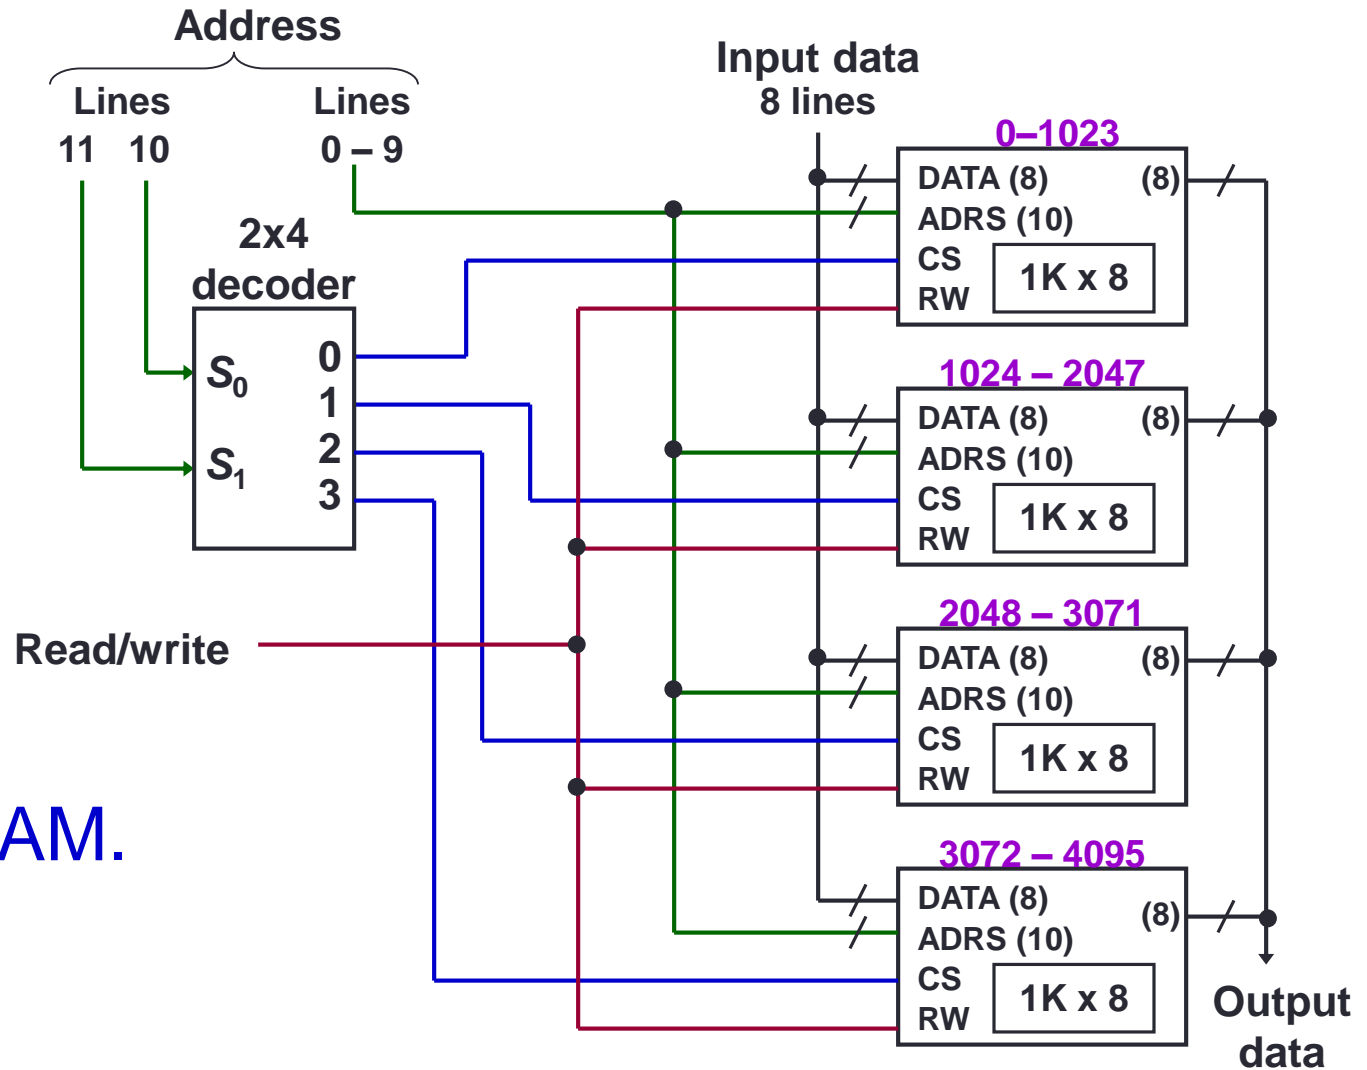 Address
Lines
11 10
Lines
0 – 9
Input data
8 lines
2x4
decoder
S0
S1
0
1
2
3
Read/write
AM.
0–1023
DATA (8) (8)
ADRS (10)
CS
RW
1K x 8
1024 – 2047
DATA (8) (8)
ADRS (10)
CS
RW
1K x 8
2048 – 3071
DATA (8) (8)
ADRS (10)
CS
RW
1K x 8
3072 – 4095
DATA (8) (8)
ADRS (10)
CS
RW
1K x 8
Output
data